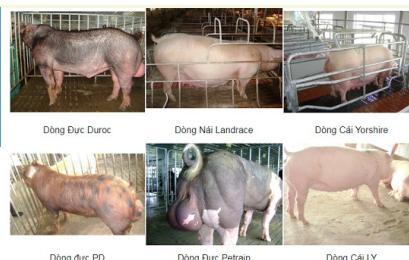 Dòng Đực Duroc
Dòng Nái Landrace
Dòng Cái Yorshire
Dòng đực PD
Dòng Đực Petrain
Dòng Cái LY